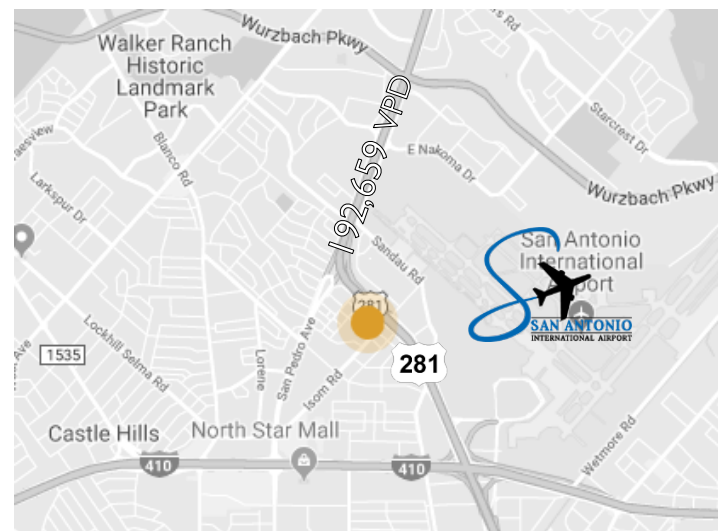 Wurzbach Pkwy
Walker Ranch
Historic
Landmark
Park
192,659 VPD
Starcrest Dr
Blanco Rd
E Nakoma Dr
Wurzbach Pkwy
Larkspur Dr
Sandau Rd
San Antonio
International
Airport
281
SAN ANTONIO
INTERNATIONAL AIRPORT
281
1535
Lockhill Selma Rd
Lorene
San Pedro Ave
Isom Rd
Wetmore Rd
Castle Hills
North Star Mall
410
410